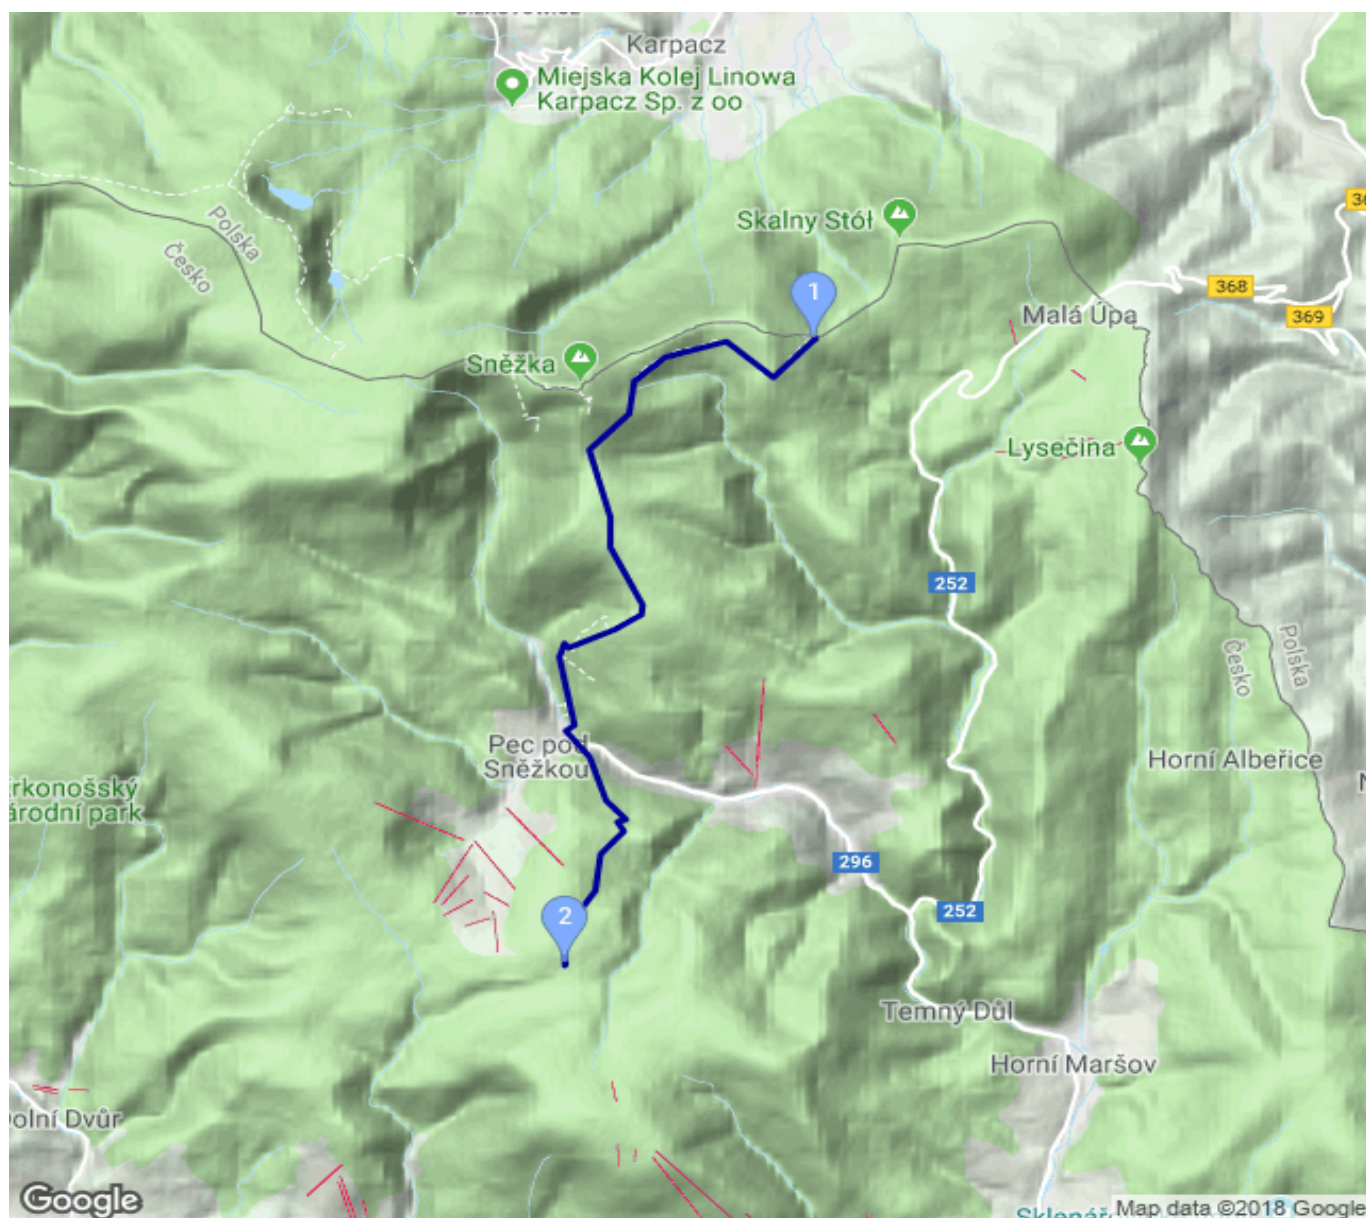 Karpacz
Miejska Kolej Linowa
Karpacz Sp. z oo
Skalny Stół
Polska
Česko
1
368
369
Malá Úpa
Sněžka
Lysečina
252
Polska
Česko
Pec pod
Sněžkou
Horní Albeřice
árodní park
296
252
2
Temný Důl
Horní Maršov
Dolní Dvůr
Google
Map data ©2018 Google